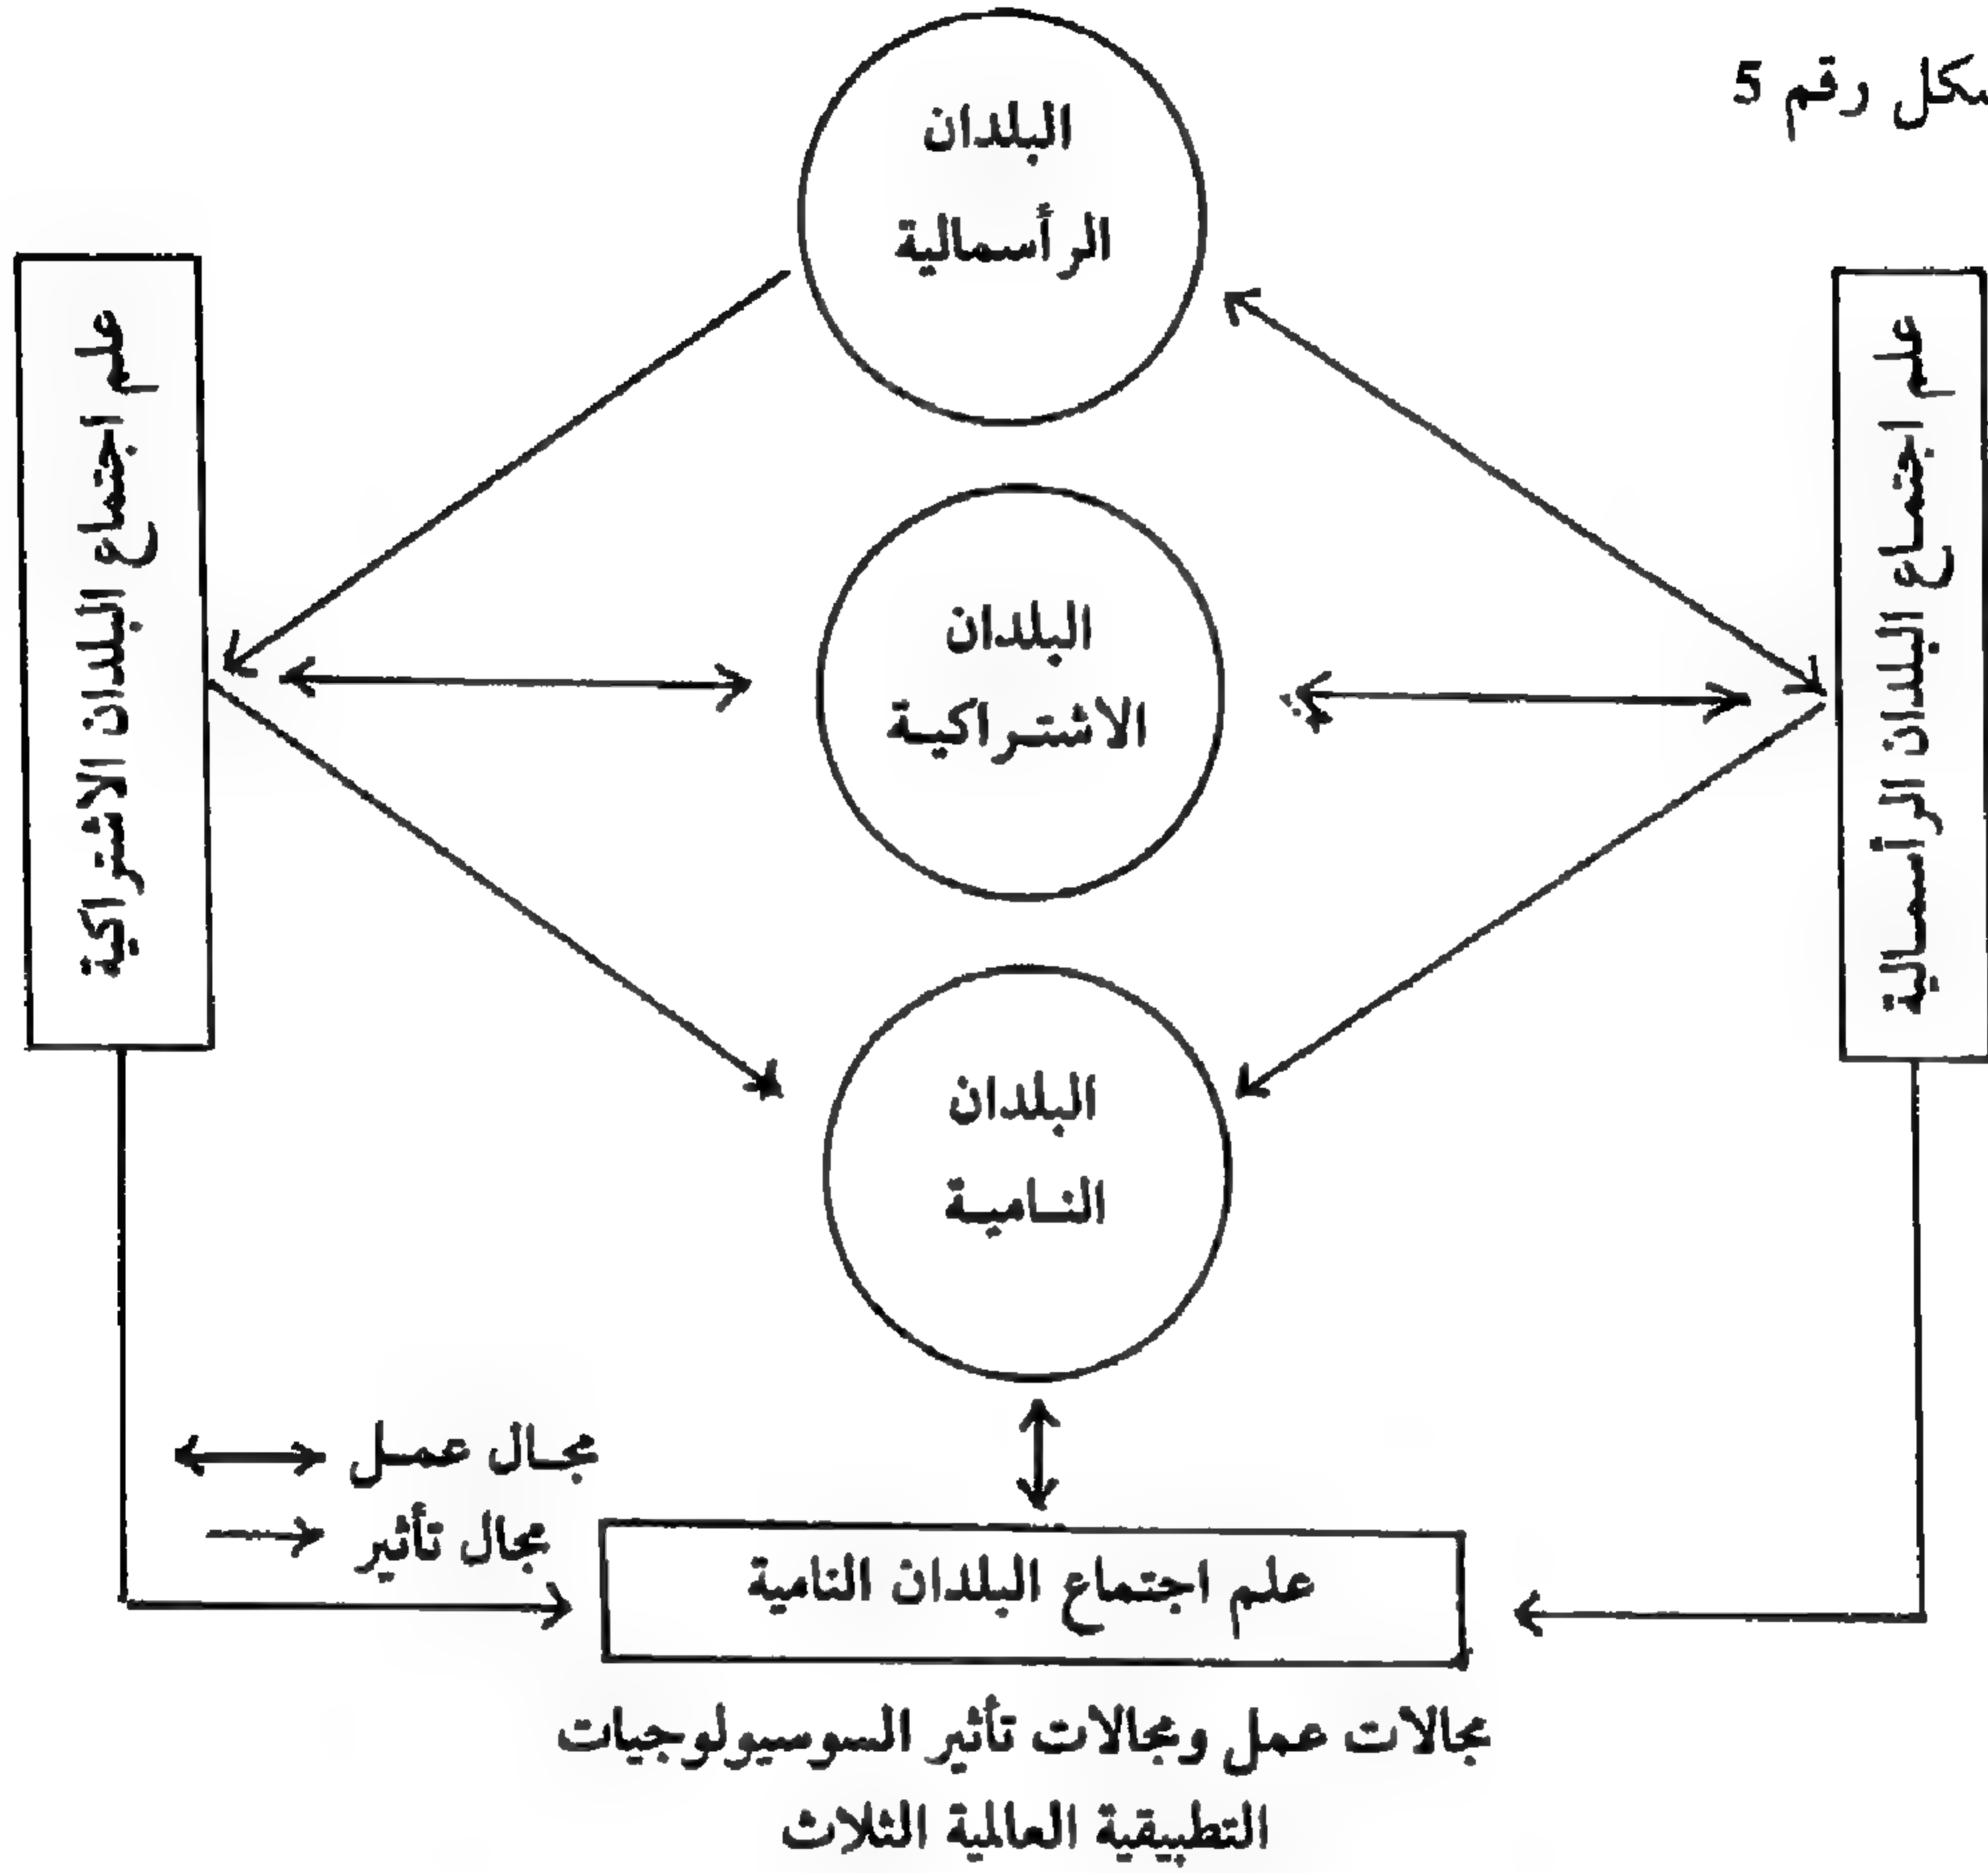 شكل رقم 5
البلدان
الرأسمالية
علم اجتماع البلدان الرأسمالية
البلدان
الاشتراكية
علم اجتماع البلدان الاشتراكية
البلدان
النامية
مجال عمل
مجال تأثير
علم اجتماع البلدان النامية
مجالات عمل ومجالات تأثير السوسيولوجيات
التطبيقية العالمية الثلاث